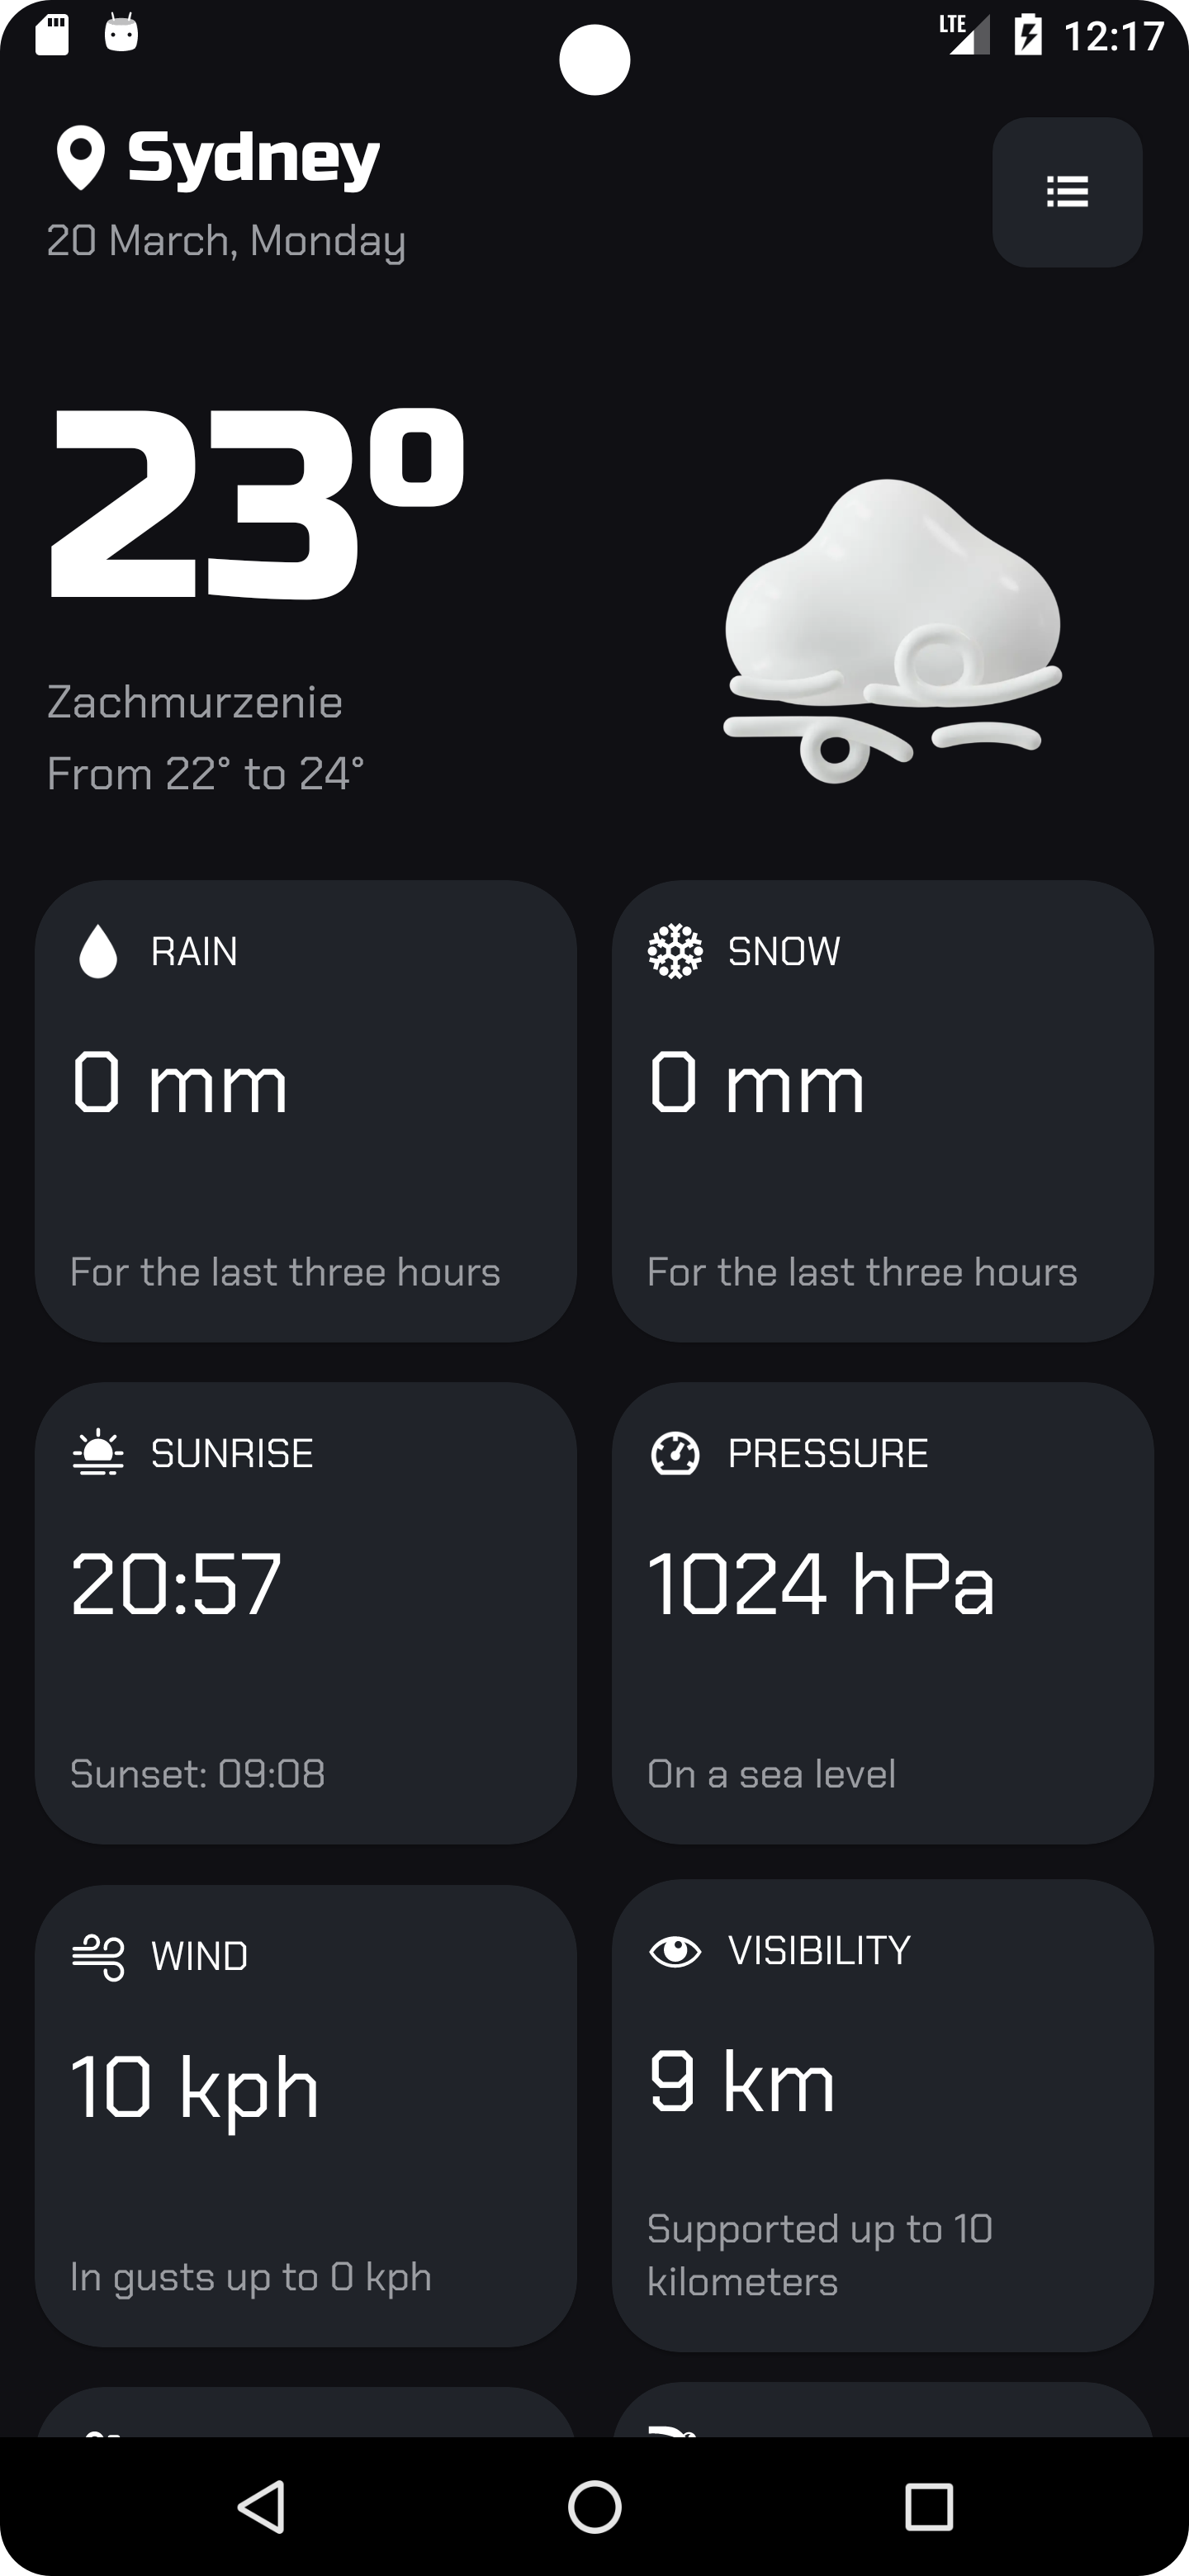 LTE 12:17
Sydney
20 March, Monday
23°
Zachmurzenie
From 22° to 24°
RAIN
0 mm
For the last three hours
SNOW
0 mm
For the last three hours
SUNRISE
20:57
Sunset: 09:08
PRESSURE
1024 hPa
On a sea level
WIND
10 kph
In gusts up to 0 kph
VISIBILITY
9 km
Supported up to 10
kilometers